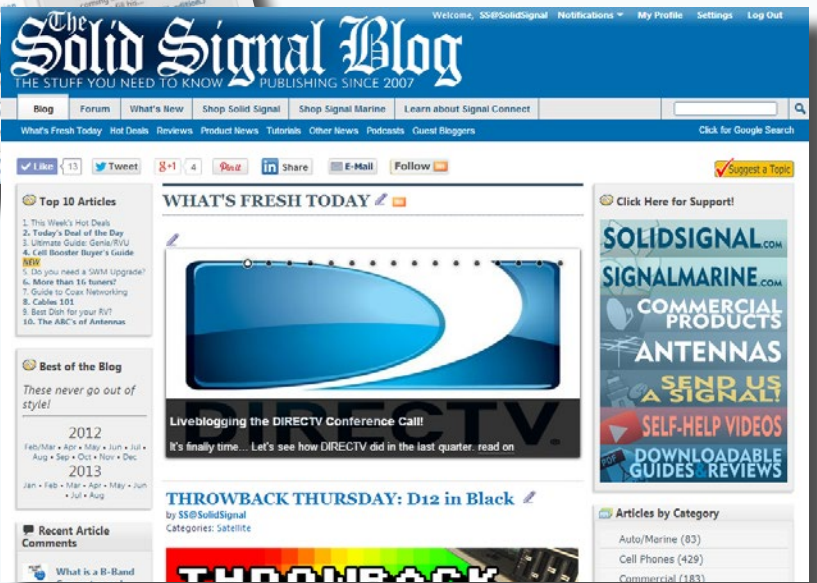 Welcome, SS@SolidSignal Notifications My Profile Settings Log Out
The
Solid Signal Blog
THE STUFF YOU NEED TO KNOW PUBLISHING SINCE 2007
Blog Forum What's New Shop Solid Signal Shop Signal Marine Learn about Signal Connect
What's Fresh Today Hot Deals Reviews Product News Tutorials Other News Podcasts Guest Bloggers Click for Google Search
Like 13 Tweet g+1 4 Pin it in Share E-Mail Follow Suggest a Topic
Top 10 Articles
1. This Week's Hot Deals
2. Today's Deal of the Day
3. Ultimate Guide: Genie/RVU
4. Cell Booster Buyer's Guide
NEW
5. Do you need a SWM Upgrade?
6. More than 16 tuners?
7. Guide to Coax Networking
8. Cables 101
9. Best Dish for your RV?
10. The ABC's of Antennas
Best of the Blog
These never go out of
style!
2012
Feb/Mar • Apr • May • Jun • Jul •
Aug • Sep • Oct • Nov • Dec
2013
Jan • Feb • Mar • Apr • May • Jun
• Jul • Aug
Recent Article
Comments
What is a B-Band
WHAT'S FRESH TODAY
DIRECTV.
Liveblogging the DIRECTV Conference Call!
It's finally time... Let's see how DIRECTV did in the last quarter. read on
THROWBACK THURSDAY: D12 in Black
by SS@SolidSignal
Categories: Satellite
THROWBACK
Click Here for Support!
SOLIDSIGNAL.COM
SIGNALMARINE.COM
COMMERCIAL
PRODUCTS
ANTENNAS
SEND US
A SIGNAL!
SELF-HELP VIDEOS
PDF DOWNLOADABLE
GUIDES&REVIEWS
Articles by Category
Auto/Marine (83)
Cell Phones (429)
Commercial (183)